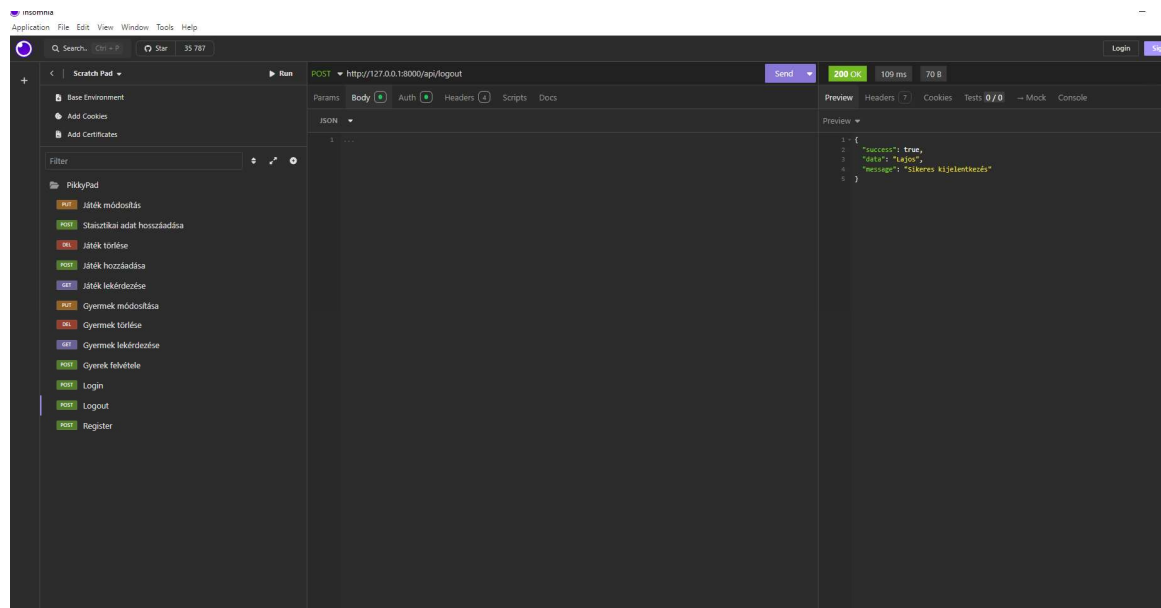 insomnia
Application File Edit View Window Tools Help
Search.. Ctrl + P Star 35 787 Login
Scratch Pad Run
Base Environment
Add Cookies
Add Certificates
Filter
PikkyPad
PUT Játék módosítás
POST Staisztikai adat hosszáadása
DEL Játék törlése
POST Játék hozzáadása
GET Játék lekérdezése
PUT Gyermek módosítása
DEL Gyermek törlése
GET Gyermek lekérdezése
POST Gyerek felvétele
POST Login
POST Logout
POST Register
POST http://127.0.0.1:8000/api/logout Send
Params Body Auth Headers 4 Scripts Docs
JSON
1 ...
200 OK 109 ms 70 B
Preview Headers 7 Cookies Tests 0 / 0 → Mock Console
Preview
1 {
2 "success": true,
3 "data": "Lajos",
4 "message": "Sikeres kijelentkezés"
5 }